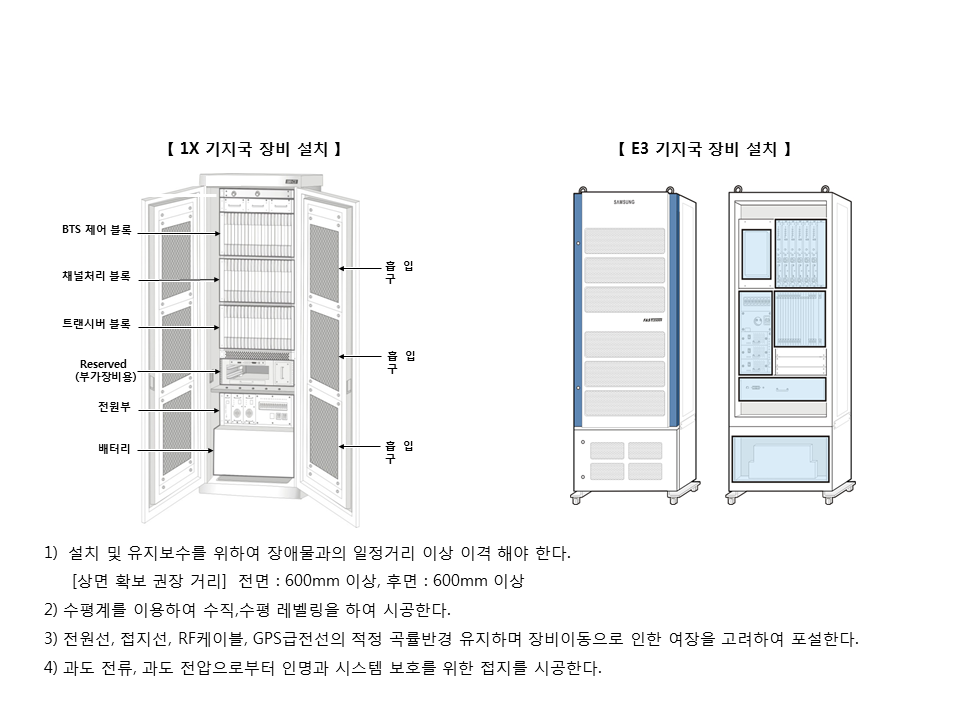 【 1X 기지국 장비 설치 】
【 E3 기지국 장비 설치 】
BTS 제어 블록
채널처리 블록
트랜시버 블록
Reserved
(부가장비용)
전원부
배터리
흡 입
구
흡 입
구
흡 입
구
SAMSUNG
1) 설치 및 유지보수를 위하여 장애물과의 일정거리 이상 이격 해야 한다.
[상면 확보 권장 거리] 전면 : 600mm 이상, 후면 : 600mm 이상
2) 수평계를 이용하여 수직,수평 레벨링을 하여 시공한다.
3) 전원선, 접지선, RF케이블, GPS급전선의 적정 곡률반경 유지하며 장비이동으로 인한 여장을 고려하여 포설한다.
4) 과도 전류, 과도 전압으로부터 인명과 시스템 보호를 위한 접지를 시공한다.